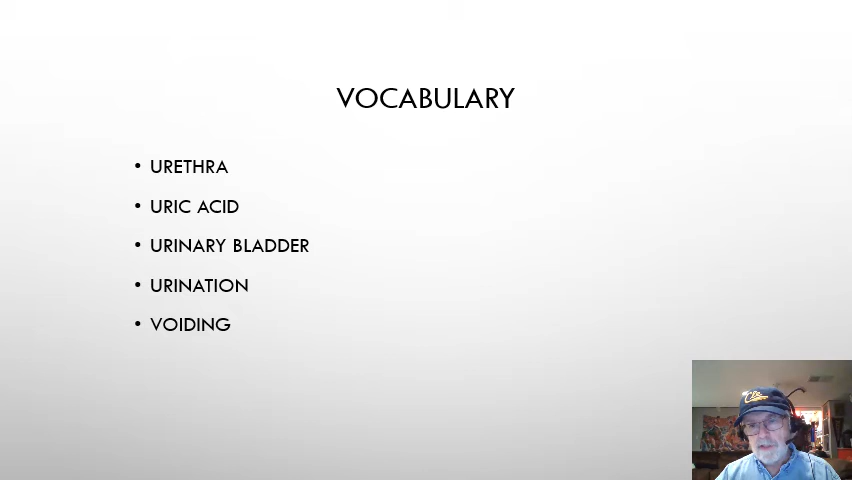 VOCABULARY
• URETHRA
• URIC ACID
• URINARY BLADDER
• URINATION
• VOIDING